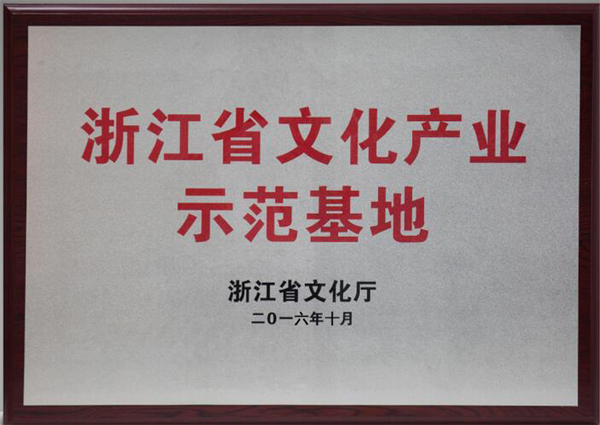 浙江省文化产业
示范基地
浙江省文化厅
二0一六年十月